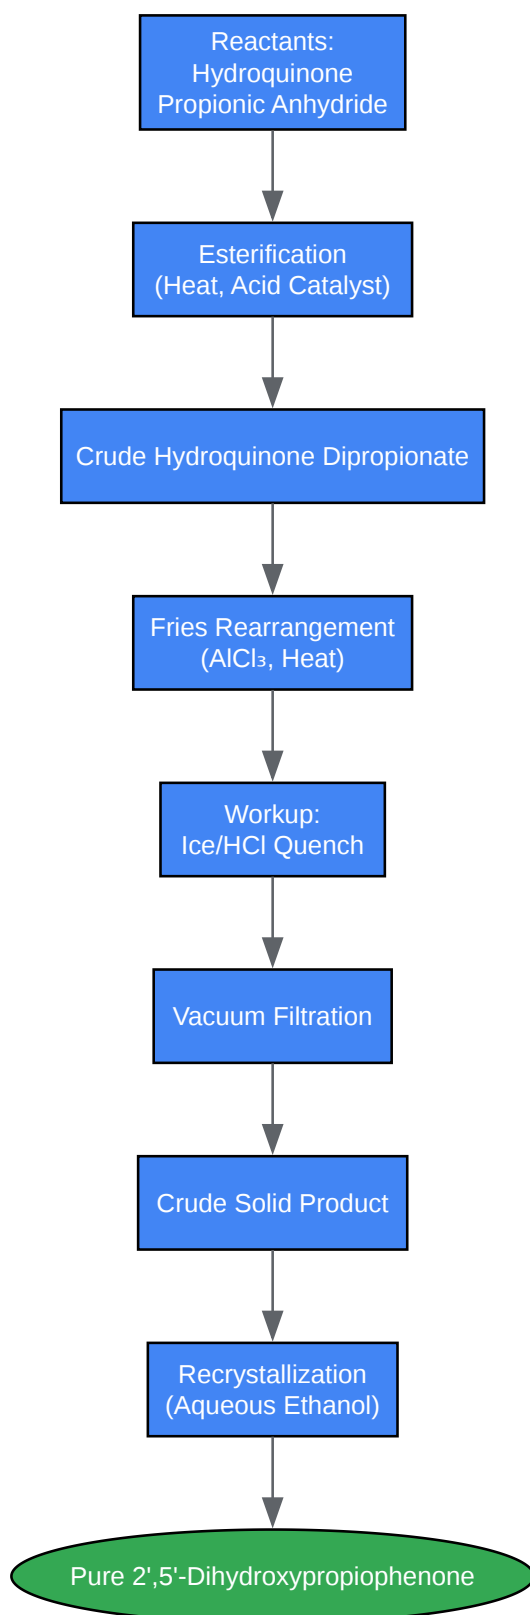 Reactants:
Hydroquinone
Propionic Anhydride
Esterification
(Heat, Acid Catalyst)
Crude Hydroquinone Dipropionate
Fries Rearrangement
(AlCl₃, Heat)
Workup:
Ice/HCl Quench
Vacuum Filtration
Crude Solid Product
Recrystallization
(Aqueous Ethanol)
Pure 2',5'-Dihydroxypropiophenone